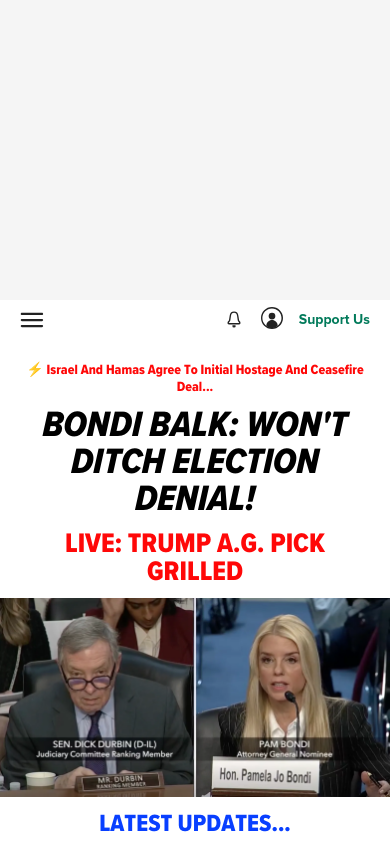 Support Us
⚡ Israel And Hamas Agree To Initial Hostage And Ceasefire
Deal...
BONDI BALK: WON'T
DITCH ELECTION
DENIAL!
LIVE: TRUMP A.G. PICK
GRILLED
SEN. DICK DURBIN (D-IL)
Judiciary Committee Ranking Member
MR. DURBIN
RANKING MEMBER
PAM BONDI
Attorney General Nominee
Hon. Pamela Jo Bondi
LATEST UPDATES...